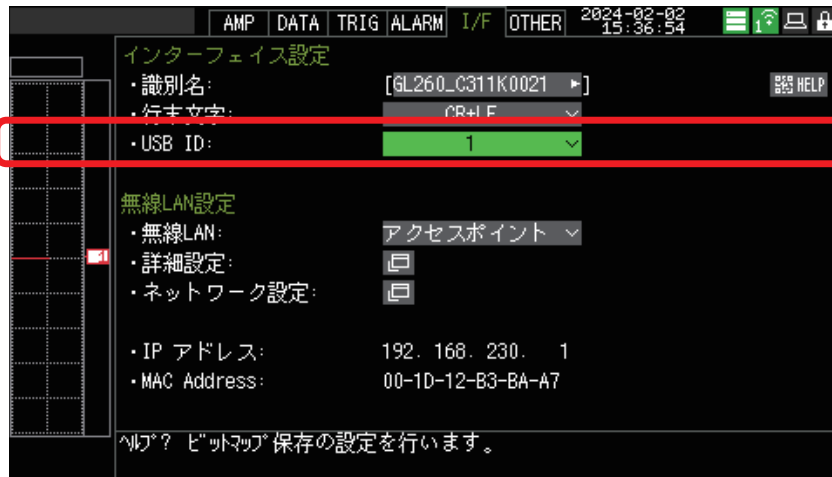 AMP DATA TRIG ALARM I/F OTHER 2024-02-02 15:36:54
インターフェイス設定
・識別名: [GL260_C311K0021 ▸] HELP
・行末文字: CR+LF
・USB ID: 1
無線LAN設定
・無線LAN: アクセスポイント
・詳細設定:
・ネットワーク設定:
1
・IP アドレス: 192. 168. 230. 1
・MAC Address: 00-1D-12-B3-BA-A7
ﾍﾙﾌﾟ? ﾋﾞｯﾄﾏｯﾌﾟ保存の設定を行います。